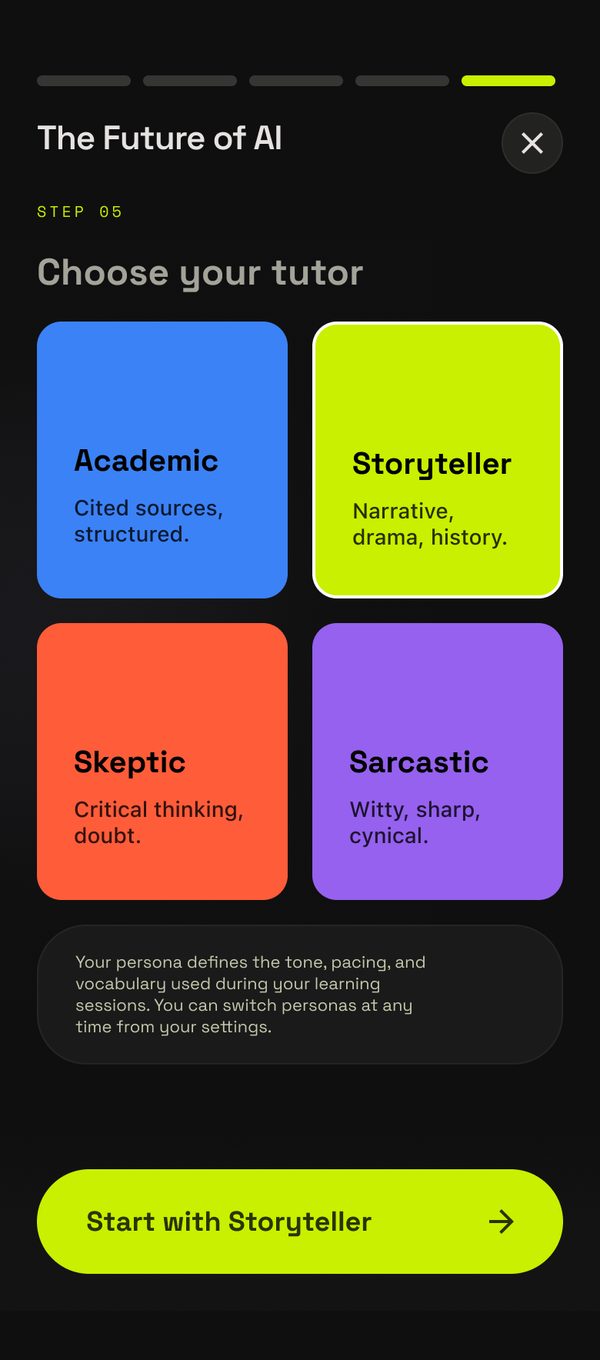 The Future of AI
STEP 05
Choose your tutor
Academic
Cited sources,
structured.
Storyteller
Narrative,
drama, history.
Skeptic
Critical thinking,
doubt.
Sarcastic
Witty, sharp,
cynical.
Your persona defines the tone, pacing, and
vocabulary used during your learning
sessions. You can switch personas at any
time from your settings.
Start with Storyteller